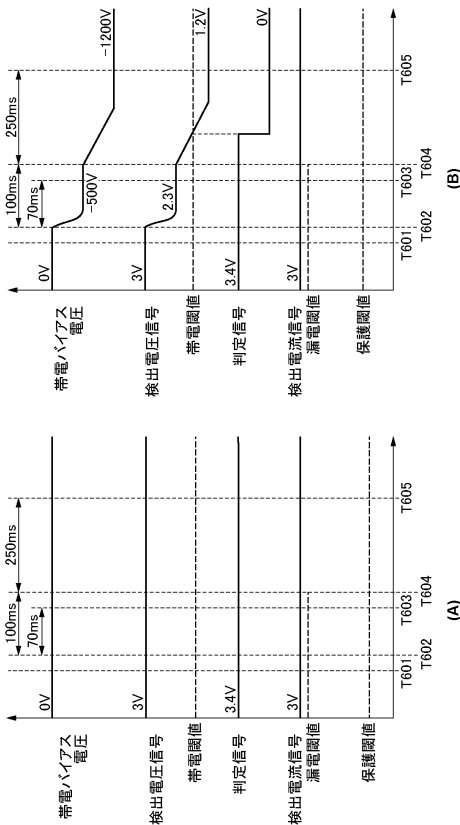 100ms
250ms
70ms
0V
帯電バイアス
電圧
3V
検出電圧信号
帯電閾値
3.4V
判定信号
3V
検出電流信号
漏電閾値
保護閾値
T601
T602
T603
T604
T605
(A)
100ms
250ms
70ms
0V
-500V
-1200V
帯電バイアス
電圧
3V
2.3V
1.2V
検出電圧信号
帯電閾値
3.4V
0V
判定信号
3V
検出電流信号
漏電閾値
保護閾値
T601
T602
T603
T604
T605
(B)